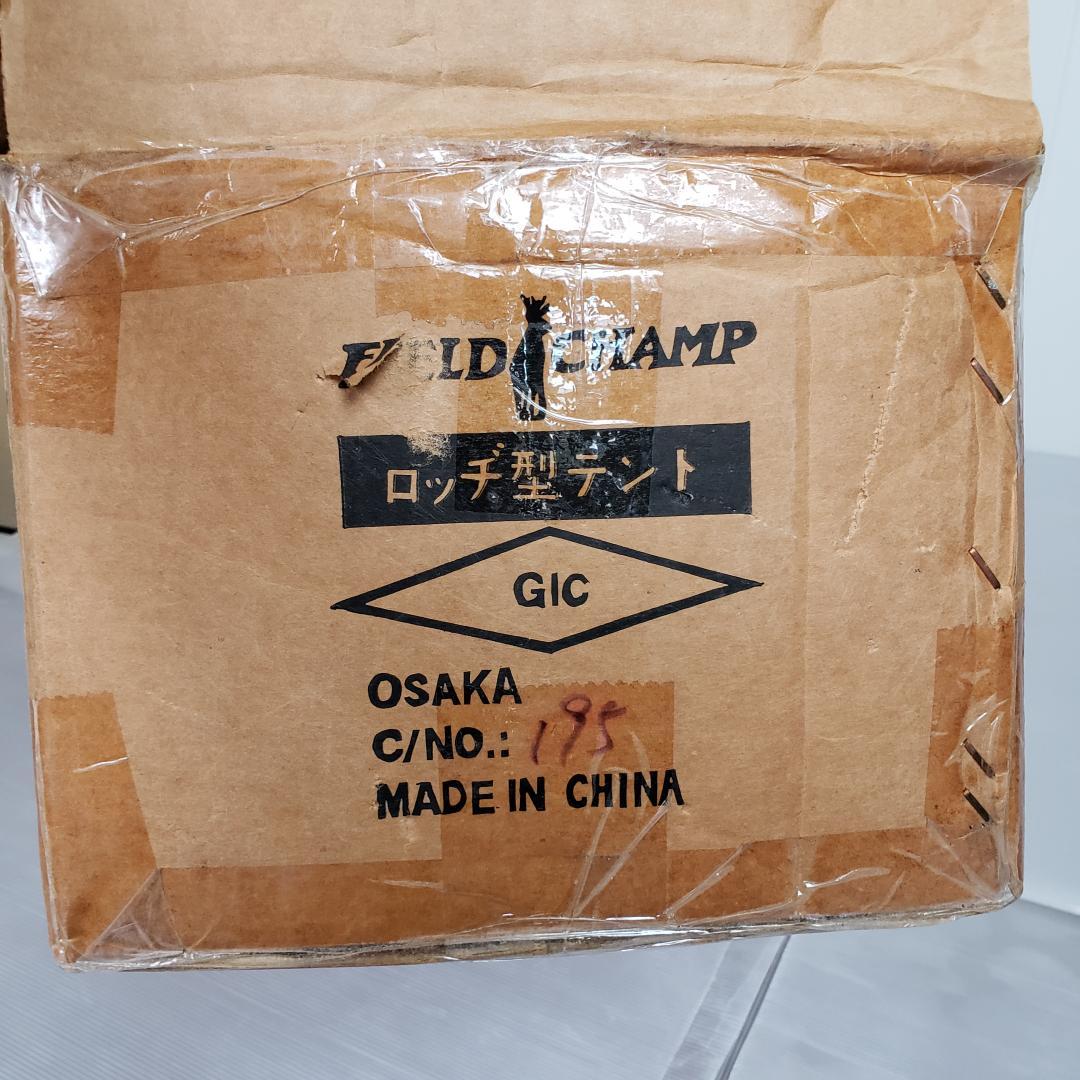 FIELD CHAMP
ロッヂ型テント
GIC
OSAKA
C/NO.: 195
MADE IN CHINA